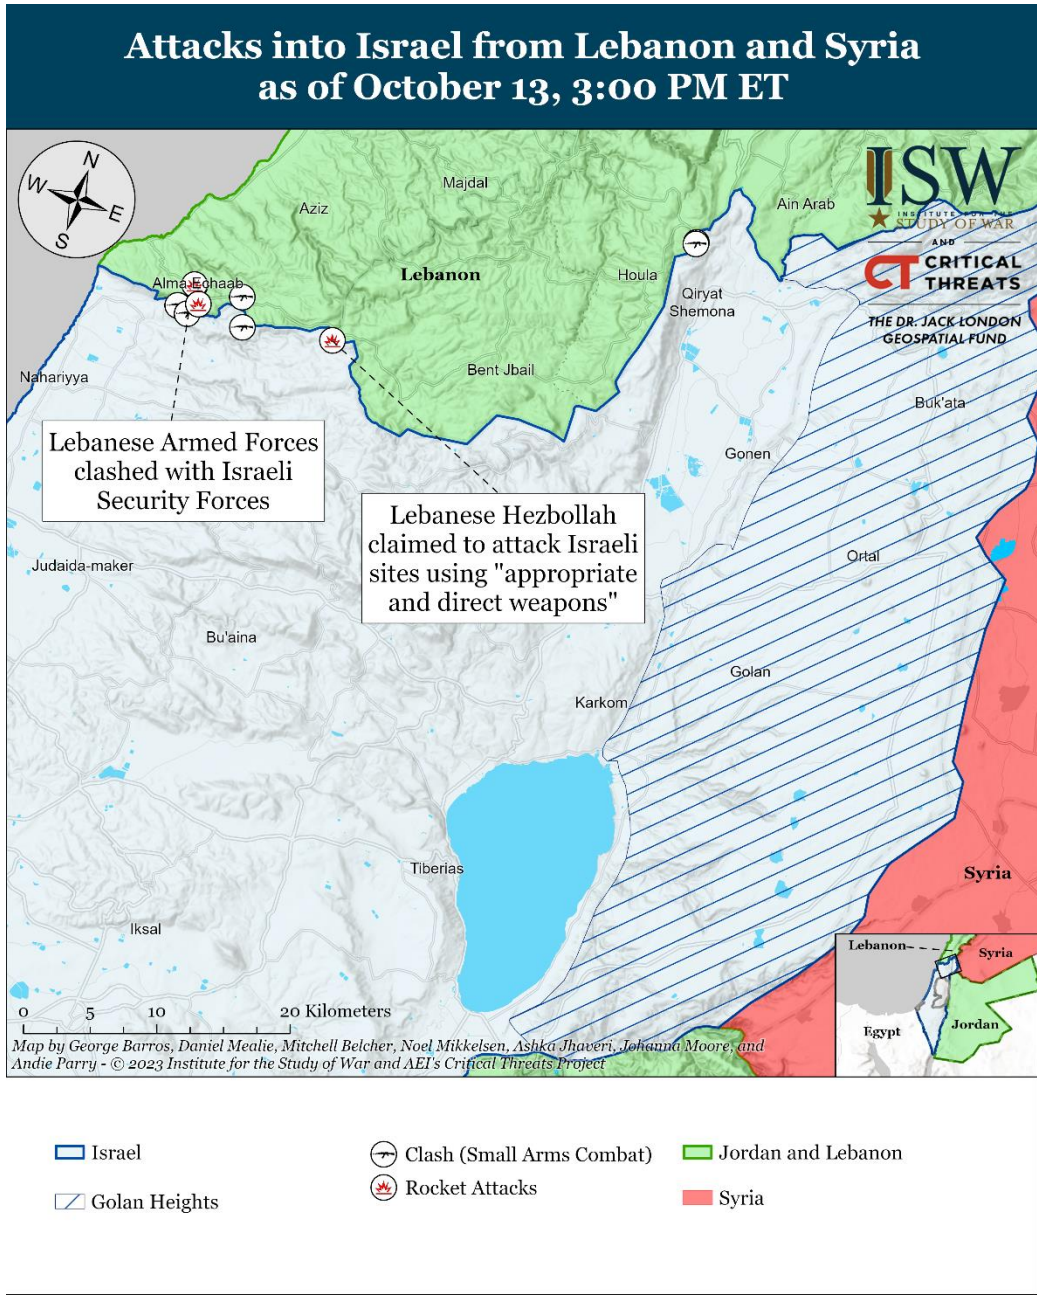 Attacks into Israel from Lebanon and Syria
as of October 13, 3:00 PM ET
N
W
E
S
ISW
INSTITUTE FOR THE
STUDY OF WAR
AND
CT CRITICAL
THREATS
THE DR. JACK LONDON
GEOSPATIAL FUND
Majdal
Aziz
Ain Arab
Lebanon
Houla
Alma Echaab
Qiryat
Shemona
Nahariyya
Bent Jbail
Buk'ata
Lebanese Armed Forces
clashed with Israeli
Security Forces
Gonen
Lebanese Hezbollah
claimed to attack Israeli
sites using "appropriate
and direct weapons"
Ortal
Judaida-maker
Bu'aina
Golan
Karkom
Tiberias
Syria
Iksal
Lebanon
Syria
Egypt
Jordan
0 5 10 20 Kilometers
Map by George Barros, Daniel Mealie, Mitchell Belcher, Noel Mikkelsen, Ashka Jhaveri, Johanna Moore, and
Andie Parry - © 2023 Institute for the Study of War and AEI's Critical Threats Project
Israel
Golan Heights
Clash (Small Arms Combat)
Rocket Attacks
Jordan and Lebanon
Syria